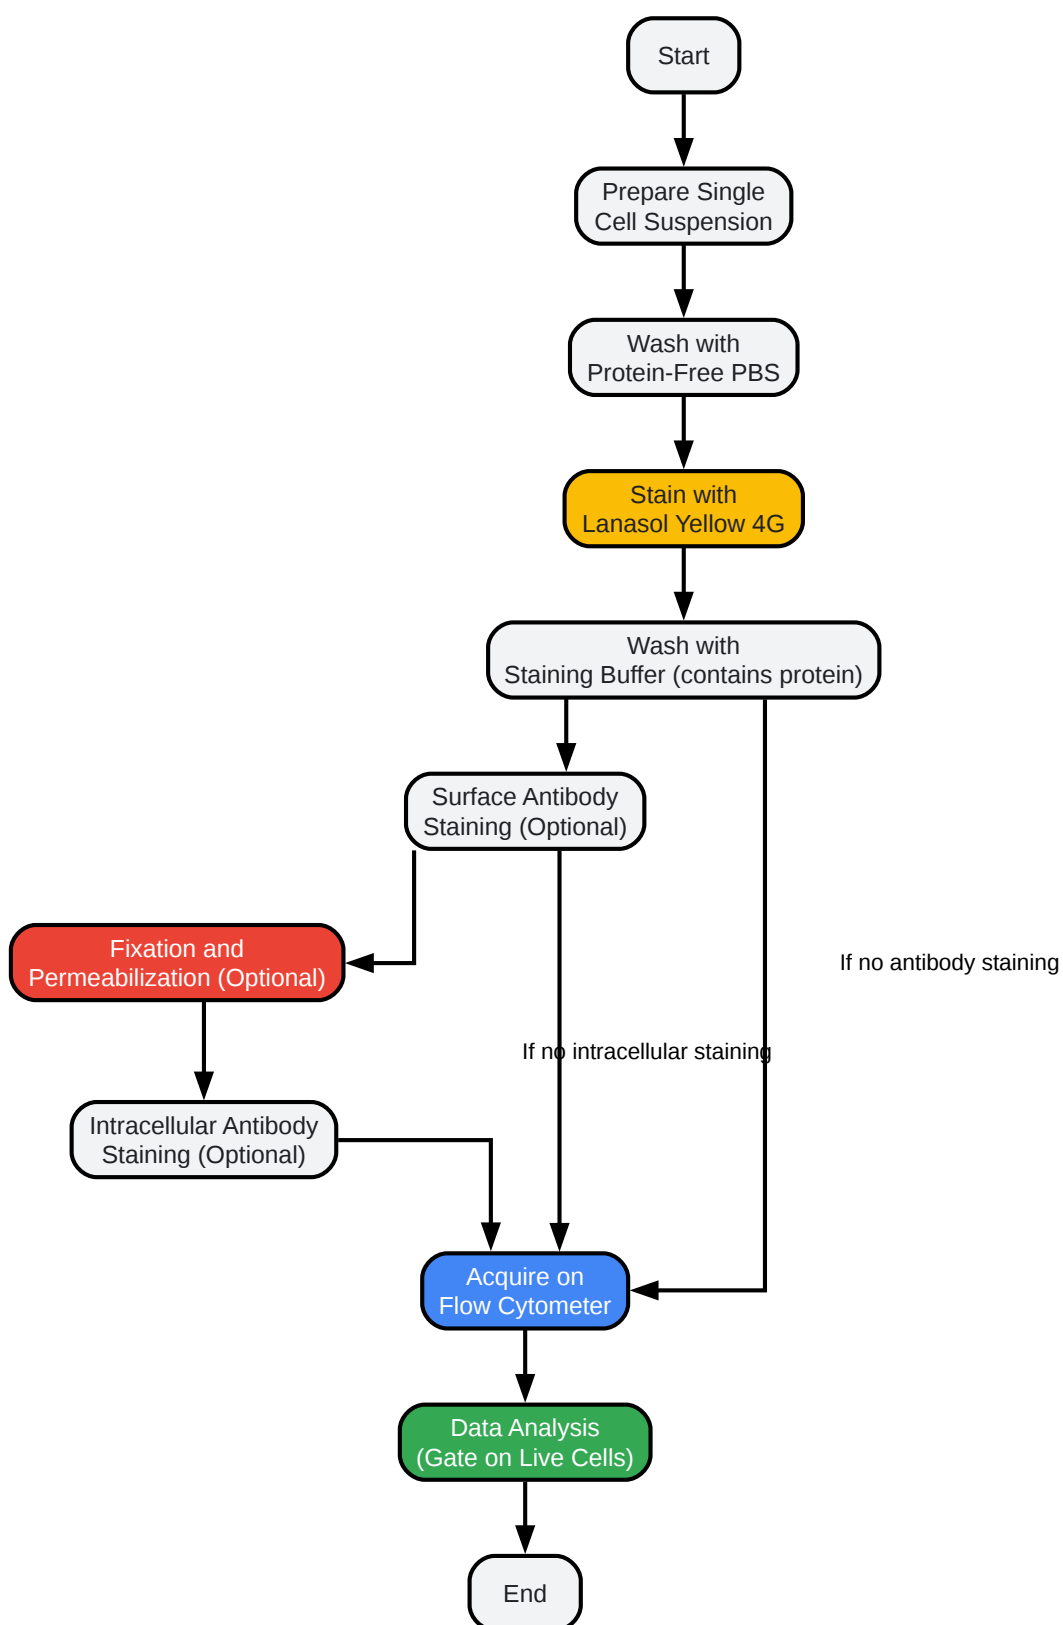 Start
Prepare Single
Cell Suspension
Wash with
Protein-Free PBS
Stain with
Lanasol Yellow 4G
Wash with
Staining Buffer (contains protein)
Surface Antibody
Staining (Optional)
Fixation and
Permeabilization (Optional)
If no antibody staining
If no intracellular staining
Intracellular Antibody
Staining (Optional)
Acquire on
Flow Cytometer
Data Analysis
(Gate on Live Cells)
End